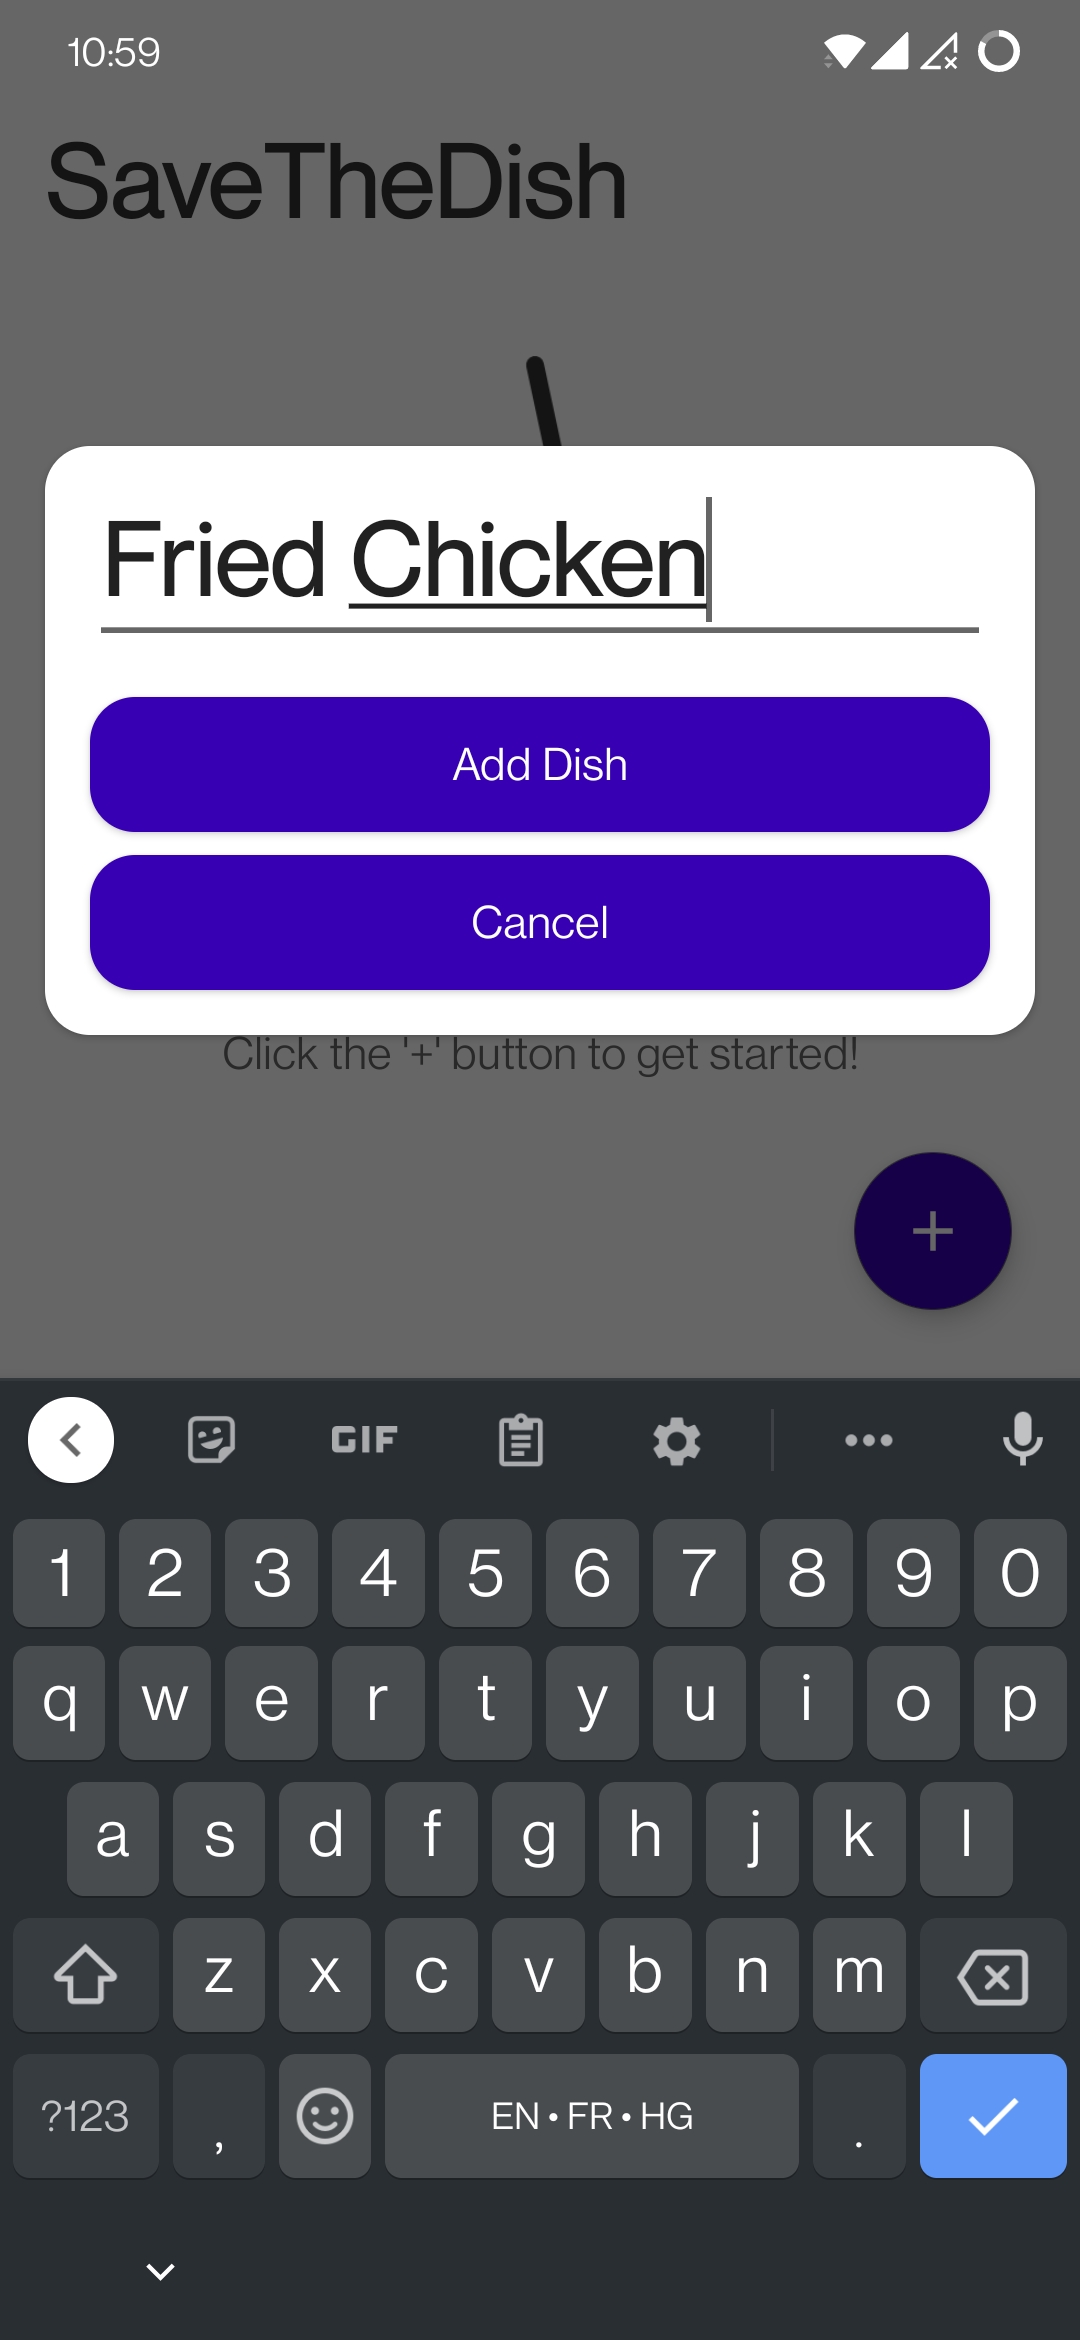 10:59
SaveTheDish
Fried Chicken
Add Dish
Cancel
Click the '+' button to get started!
+
GIF
1 2 3 4 5 6 7 8 9 0
q w e r t y u i o p
a s d f g h j k l
z x c v b n m
?123 , EN • FR • HG .